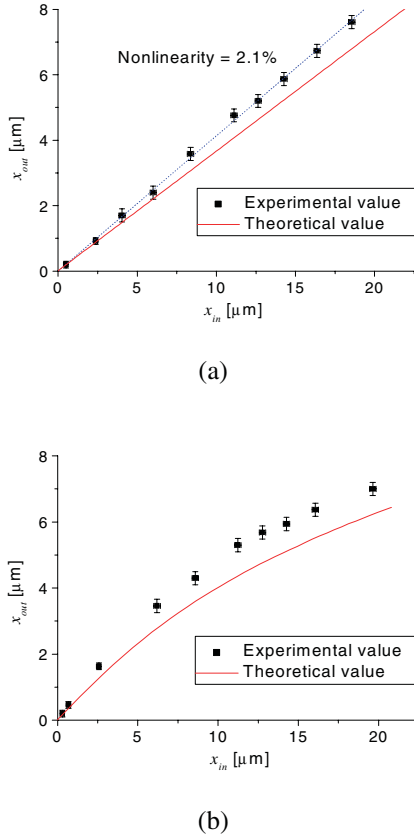 8
Nonlinearity = 2.1%
6
x_out [μm]
4
2
Experimental value
Theoretical value
0
0 5 10 15 20
x_in [μm]
(a)
8
6
x_out [μm]
4
2
Experimental value
Theoretical value
0
0 5 10 15 20
x_in [μm]
(b)